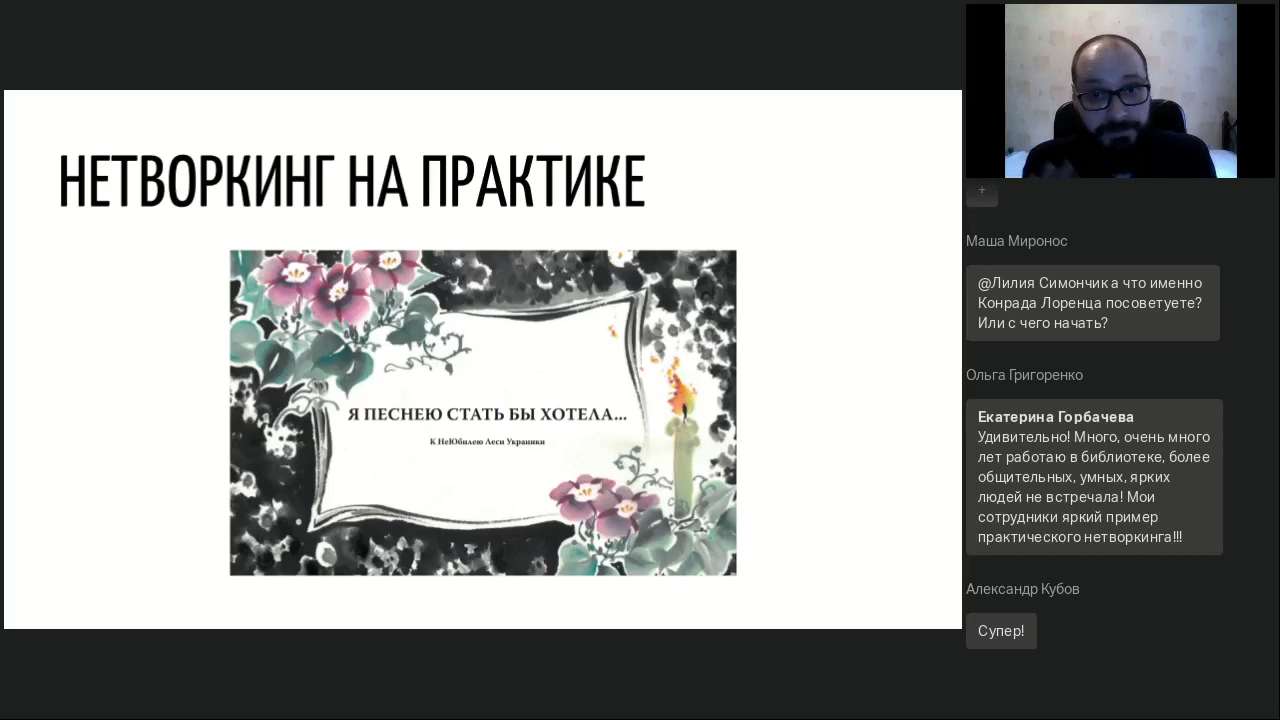 НЕТВОРКИНГ НА ПРАКТИКЕ
Я ПЕСНЕЮ СТАТЬ БЫ ХОТЕЛА...
К НеЮбилею Леси Украинки
+
Маша Миронос
@Лилия Симончик а что именно
Конрада Лоренца посоветуете?
Или с чего начать?
Ольга Григоренко
Екатерина Горбачева
Удивительно! Много, очень много
лет работаю в библиотеке, более
общительных, умных, ярких
людей не встречала! Мои
сотрудники яркий пример
практического нетворкинга!!!
Александр Кубов
Супер!